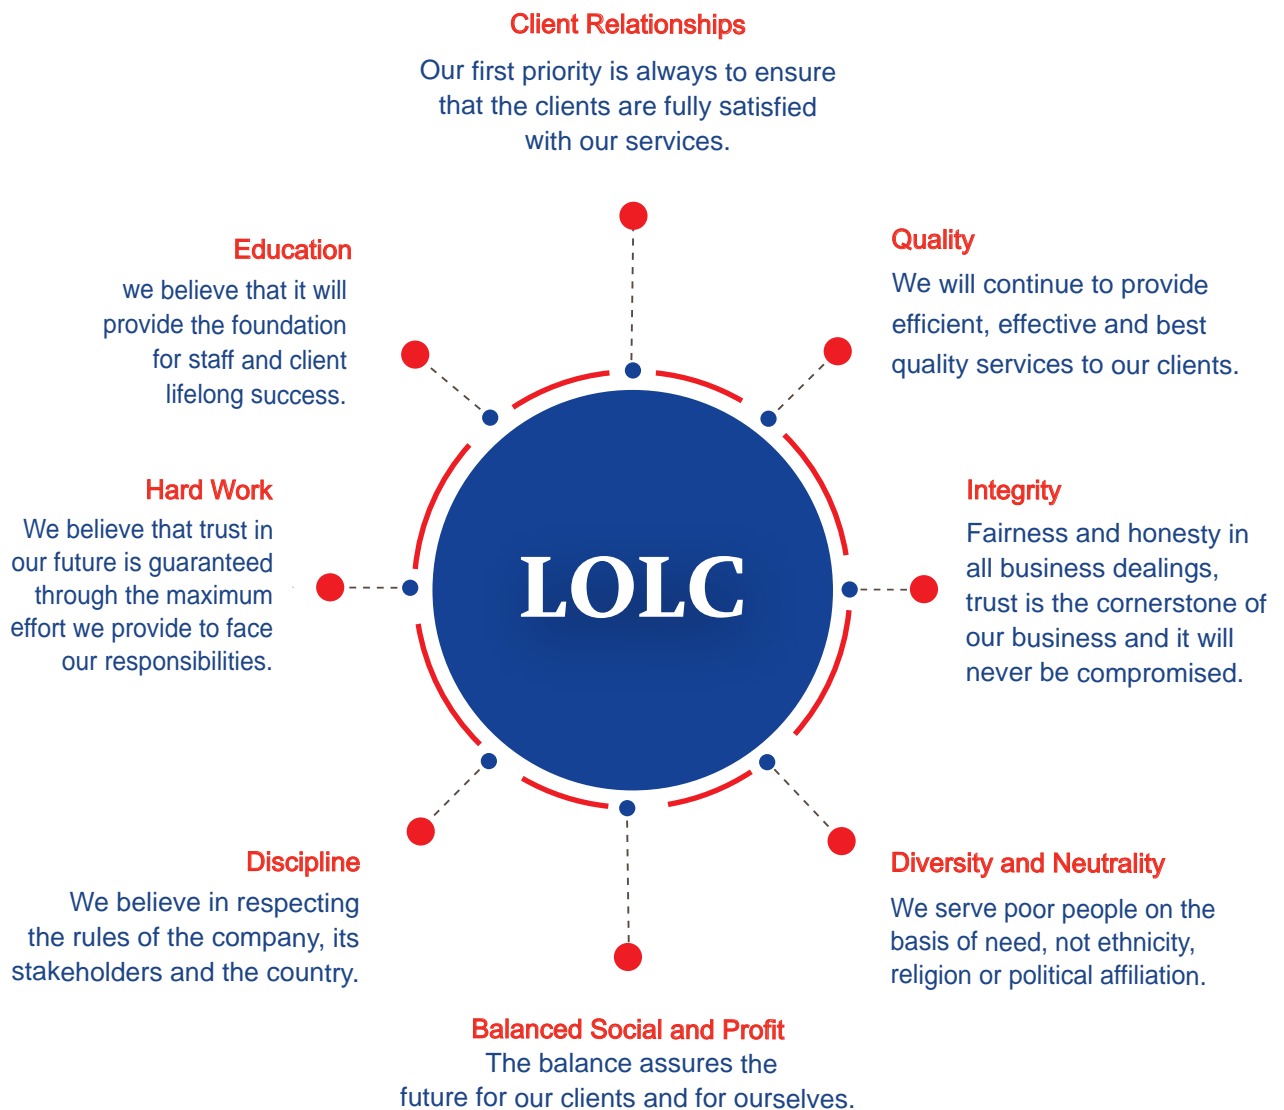 Client Relationships
Our first priority is always to ensure
that the clients are fully satisfied
with our services.
Quality
We will continue to provide
efficient, effective and best
quality services to our clients.
Integrity
Fairness and honesty in
all business dealings,
trust is the cornerstone of
our business and it will
never be compromised.
Diversity and Neutrality
We serve poor people on the
basis of need, not ethnicity,
religion or political affiliation.
Balanced Social and Profit
The balance assures the
future for our clients and for ourselves.
Discipline
We believe in respecting
the rules of the company, its
stakeholders and the country.
Hard Work
We believe that trust in
our future is guaranteed
through the maximum
effort we provide to face
our responsibilities.
Education
we believe that it will
provide the foundation
for staff and client
lifelong success.
LOLC